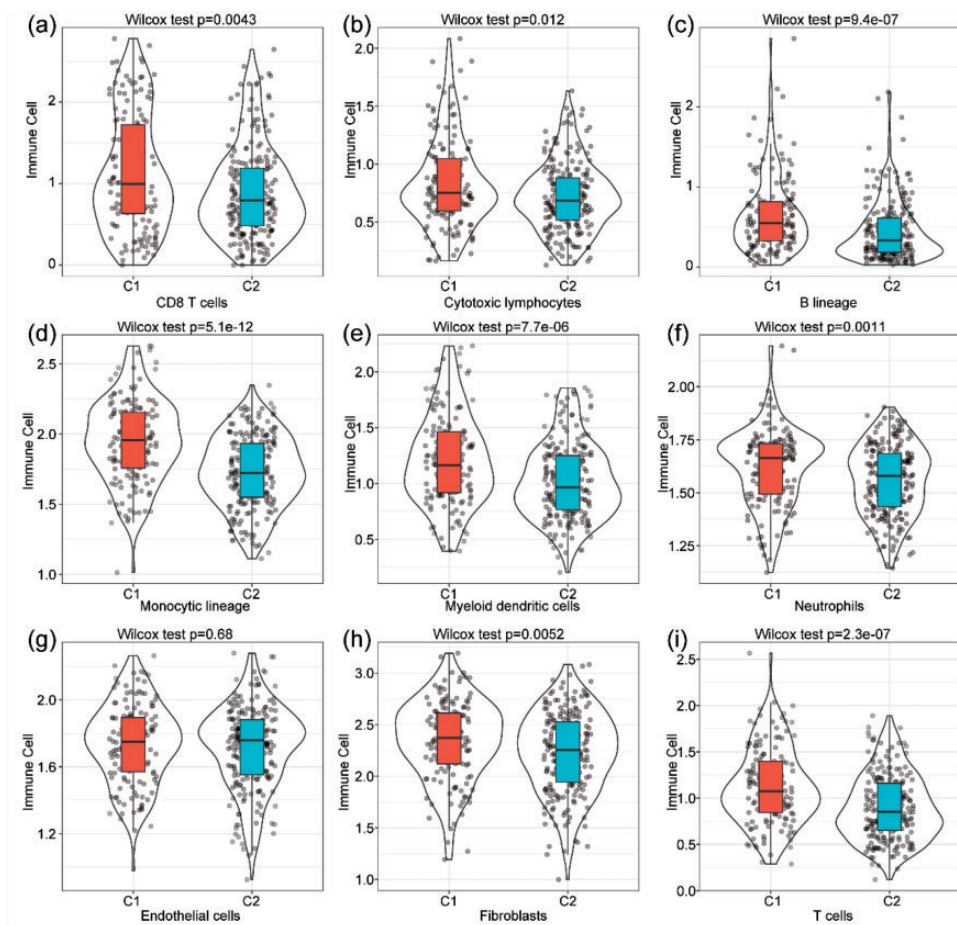 (a) Wilcox test p=0.0043
Immune Cell
2
1
0
C1 C2
CD8 T cells
(b) Wilcox test p=0.012
Immune Cell
2.0
1.5
1.0
0.5
C1 C2
Cytotoxic lymphocytes
(c) Wilcox test p=9.4e-07
Immune Cell
2
1
0
C1 C2
B lineage
(d) Wilcox test p=5.1e-12
Immune Cell
2.5
2.0
1.5
1.0
C1 C2
Monocytic lineage
(e) Wilcox test p=7.7e-06
Immune Cell
2.0
1.5
1.0
0.5
C1 C2
Myeloid dendritic cells
(f) Wilcox test p=0.0011
Immune Cell
2.00
1.75
1.50
1.25
C1 C2
Neutrophils
(g) Wilcox test p=0.68
Immune Cell
2.0
1.6
1.2
C1 C2
Endothelial cells
(h) Wilcox test p=0.0052
Immune Cell
3.0
2.5
2.0
1.5
1.0
C1 C2
Fibroblasts
(i) Wilcox test p=2.3e-07
Immune Cell
2.5
2.0
1.5
1.0
0.5
0.0
C1 C2
T cells